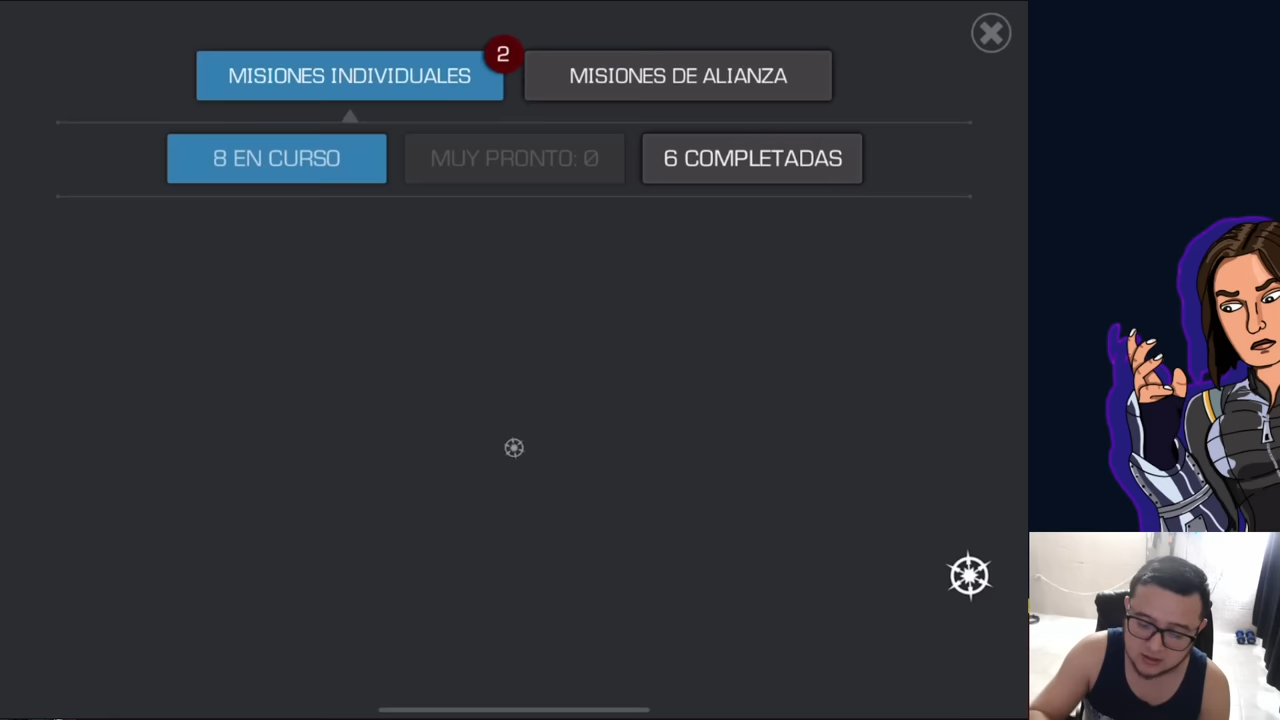 MISIONES INDIVIDUALES
2
MISIONES DE ALIANZA
8 EN CURSO
MUY PRONTO: 0
6 COMPLETADAS